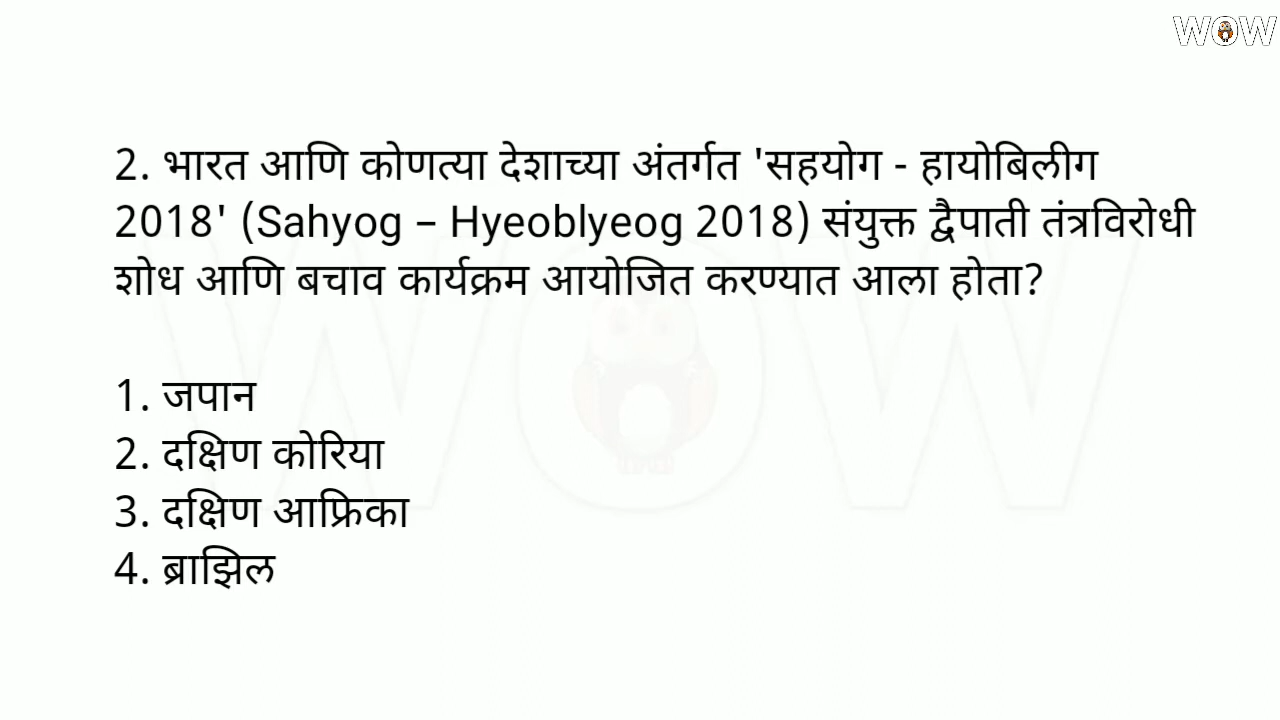 WOW
2. भारत आणि कोणत्या देशाच्या अंतर्गत 'सहयोग - हायोबिलीग
2018' (Sahyog – Hyeoblyeog 2018) संयुक्त द्वैपाती तंत्रविरोधी
शोध आणि बचाव कार्यक्रम आयोजित करण्यात आला होता?
1. जपान
2. दक्षिण कोरिया
3. दक्षिण आफ्रिका
4. ब्राझिल